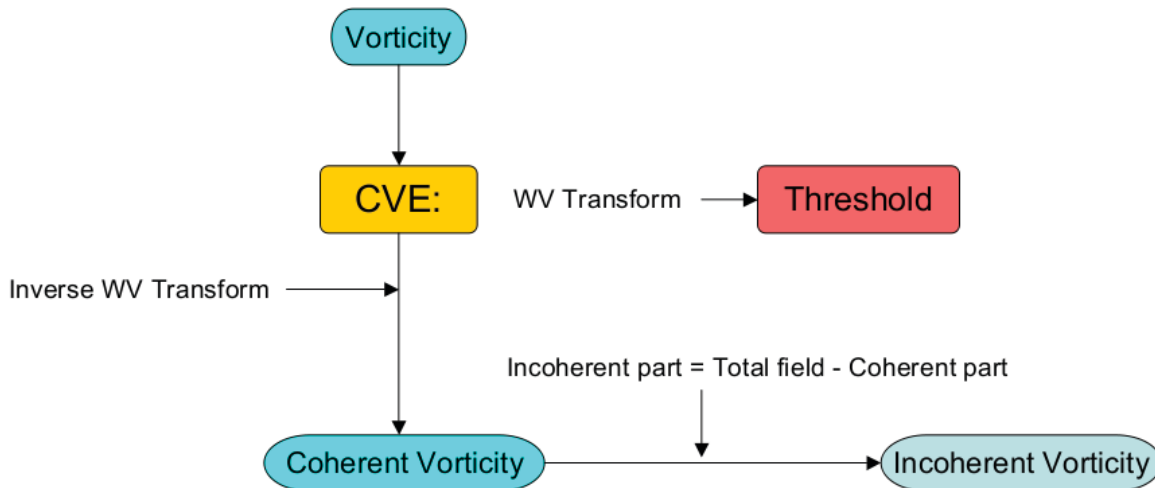 Vorticity
CVE:
WV Transform
Threshold
Inverse WV Transform
Incoherent part = Total field - Coherent part
Coherent Vorticity
Incoherent Vorticity